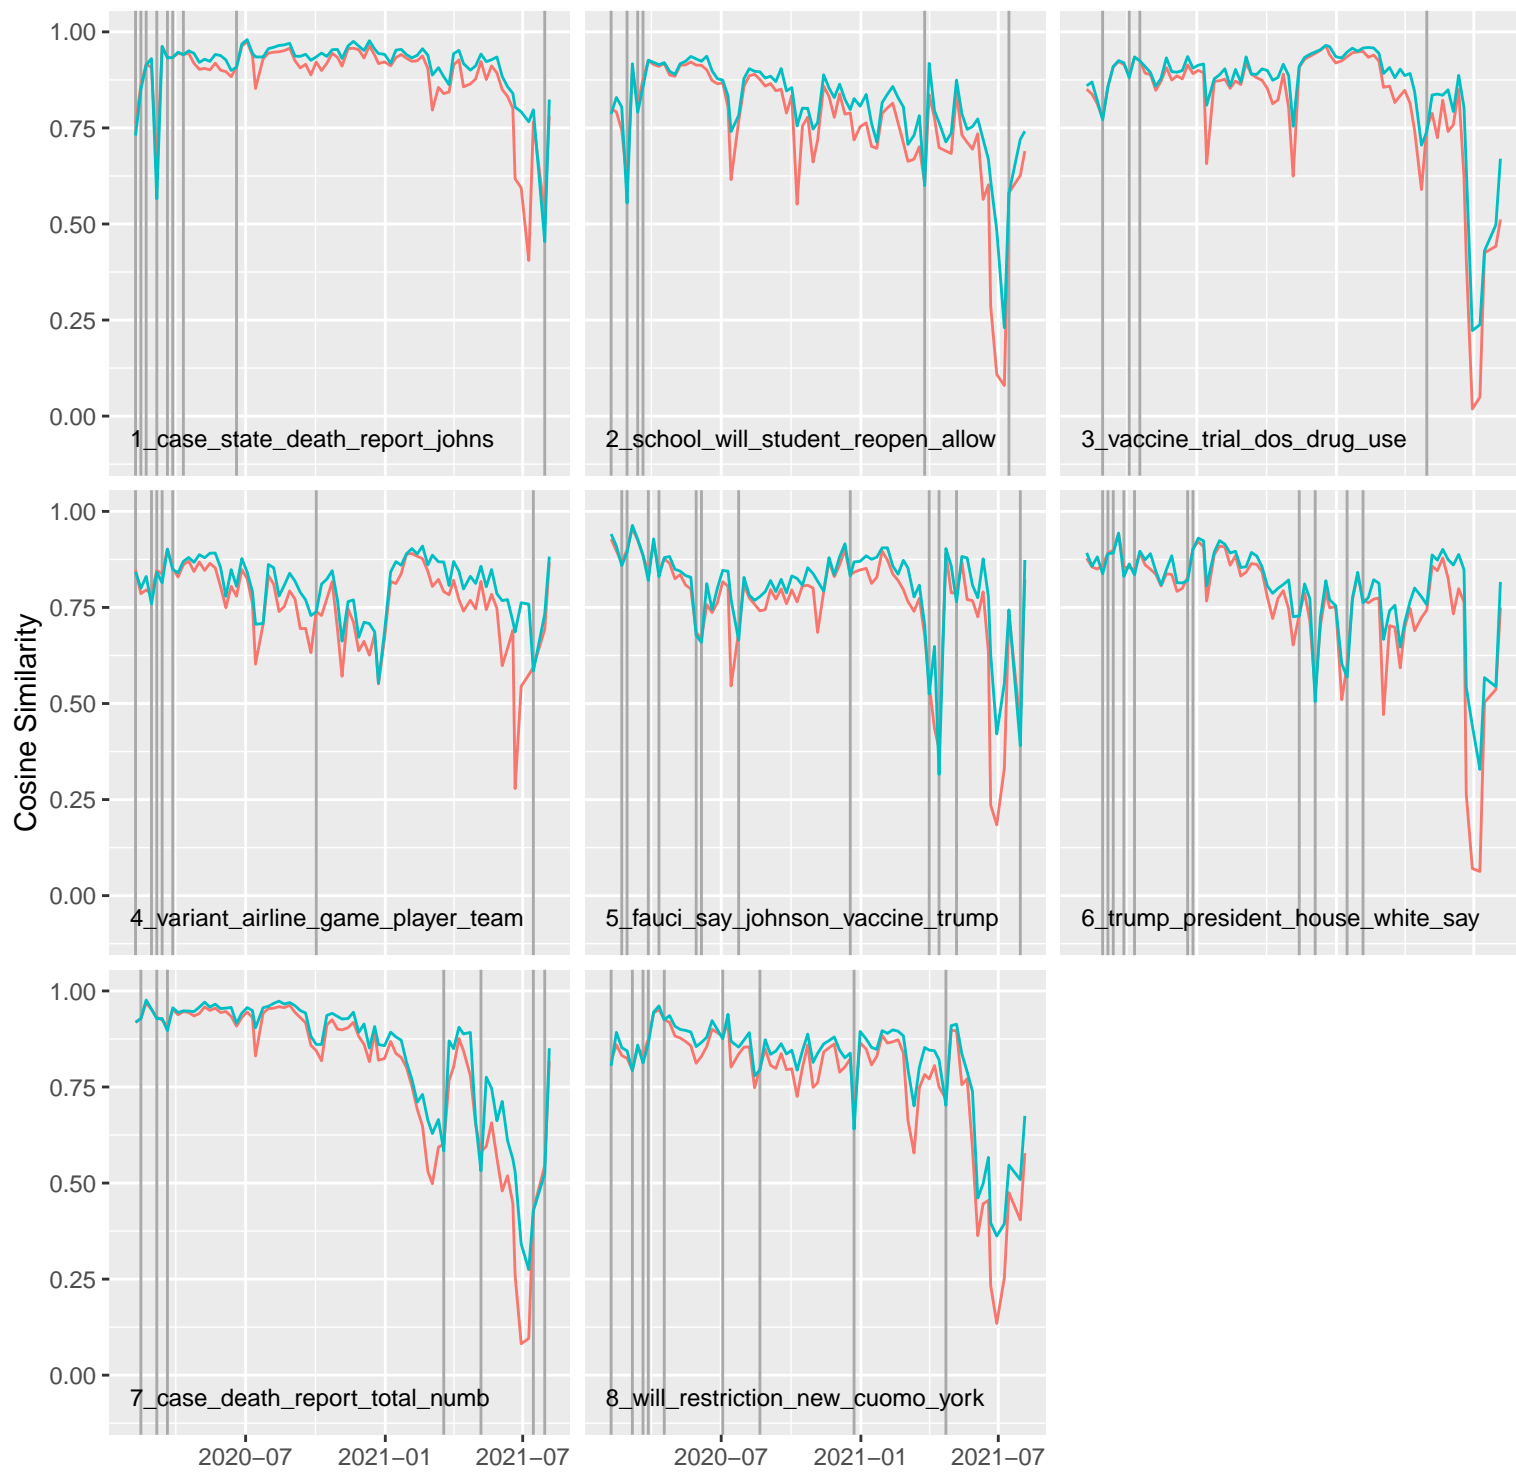 1.00
0.75
0.50
0.25
0.00
1_case_state_death_report_johns
2_school_will_student_reopen_allow
3_vaccine_trial_dos_drug_use
Cosine Similarity
1.00
0.75
0.50
0.25
0.00
4_variant_airline_game_player_team
5_fauci_say_johnson_vaccine_trump
6_trump_president_house_white_say
1.00
0.75
0.50
0.25
0.00
7_case_death_report_total_numb
8_will_restriction_new_cuomo_york
2020−07 2021−01 2021−07
2020−07 2021−01 2021−07